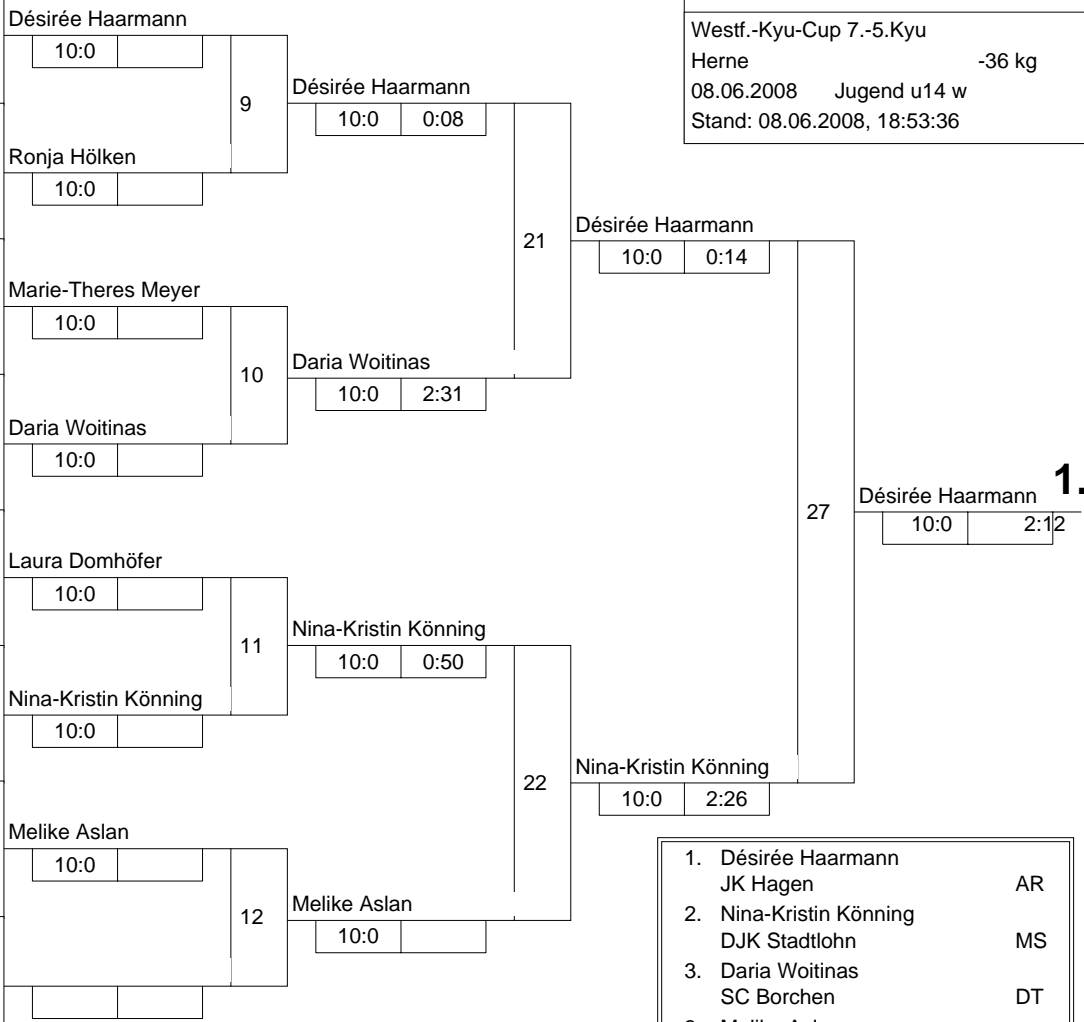 Westf.-Kyu-Cup 7.-5.Kyu
Herne -36 kg
08.06.2008 Jugend u14 w
Stand: 08.06.2008, 18:53:36
Désirée Haarmann
10:0
9
Ronja Hölken
10:0
Désirée Haarmann
10:0 0:08
Marie-Theres Meyer
10:0
10
Daria Woitinas
10:0
Daria Woitinas
10:0 2:31
21
Désirée Haarmann
10:0 0:14
Laura Domhöfer
10:0
11
Nina-Kristin Könning
10:0
Nina-Kristin Könning
10:0 0:50
Melike Aslan
10:0
12
Melike Aslan
10:0
22
Nina-Kristin Könning
10:0 2:26
27
Désirée Haarmann 1.
10:0 2:12
1. Désirée Haarmann
JK Hagen AR
2. Nina-Kristin Könning
DJK Stadtlohn MS
3. Daria Woitinas
SC Borchen DT